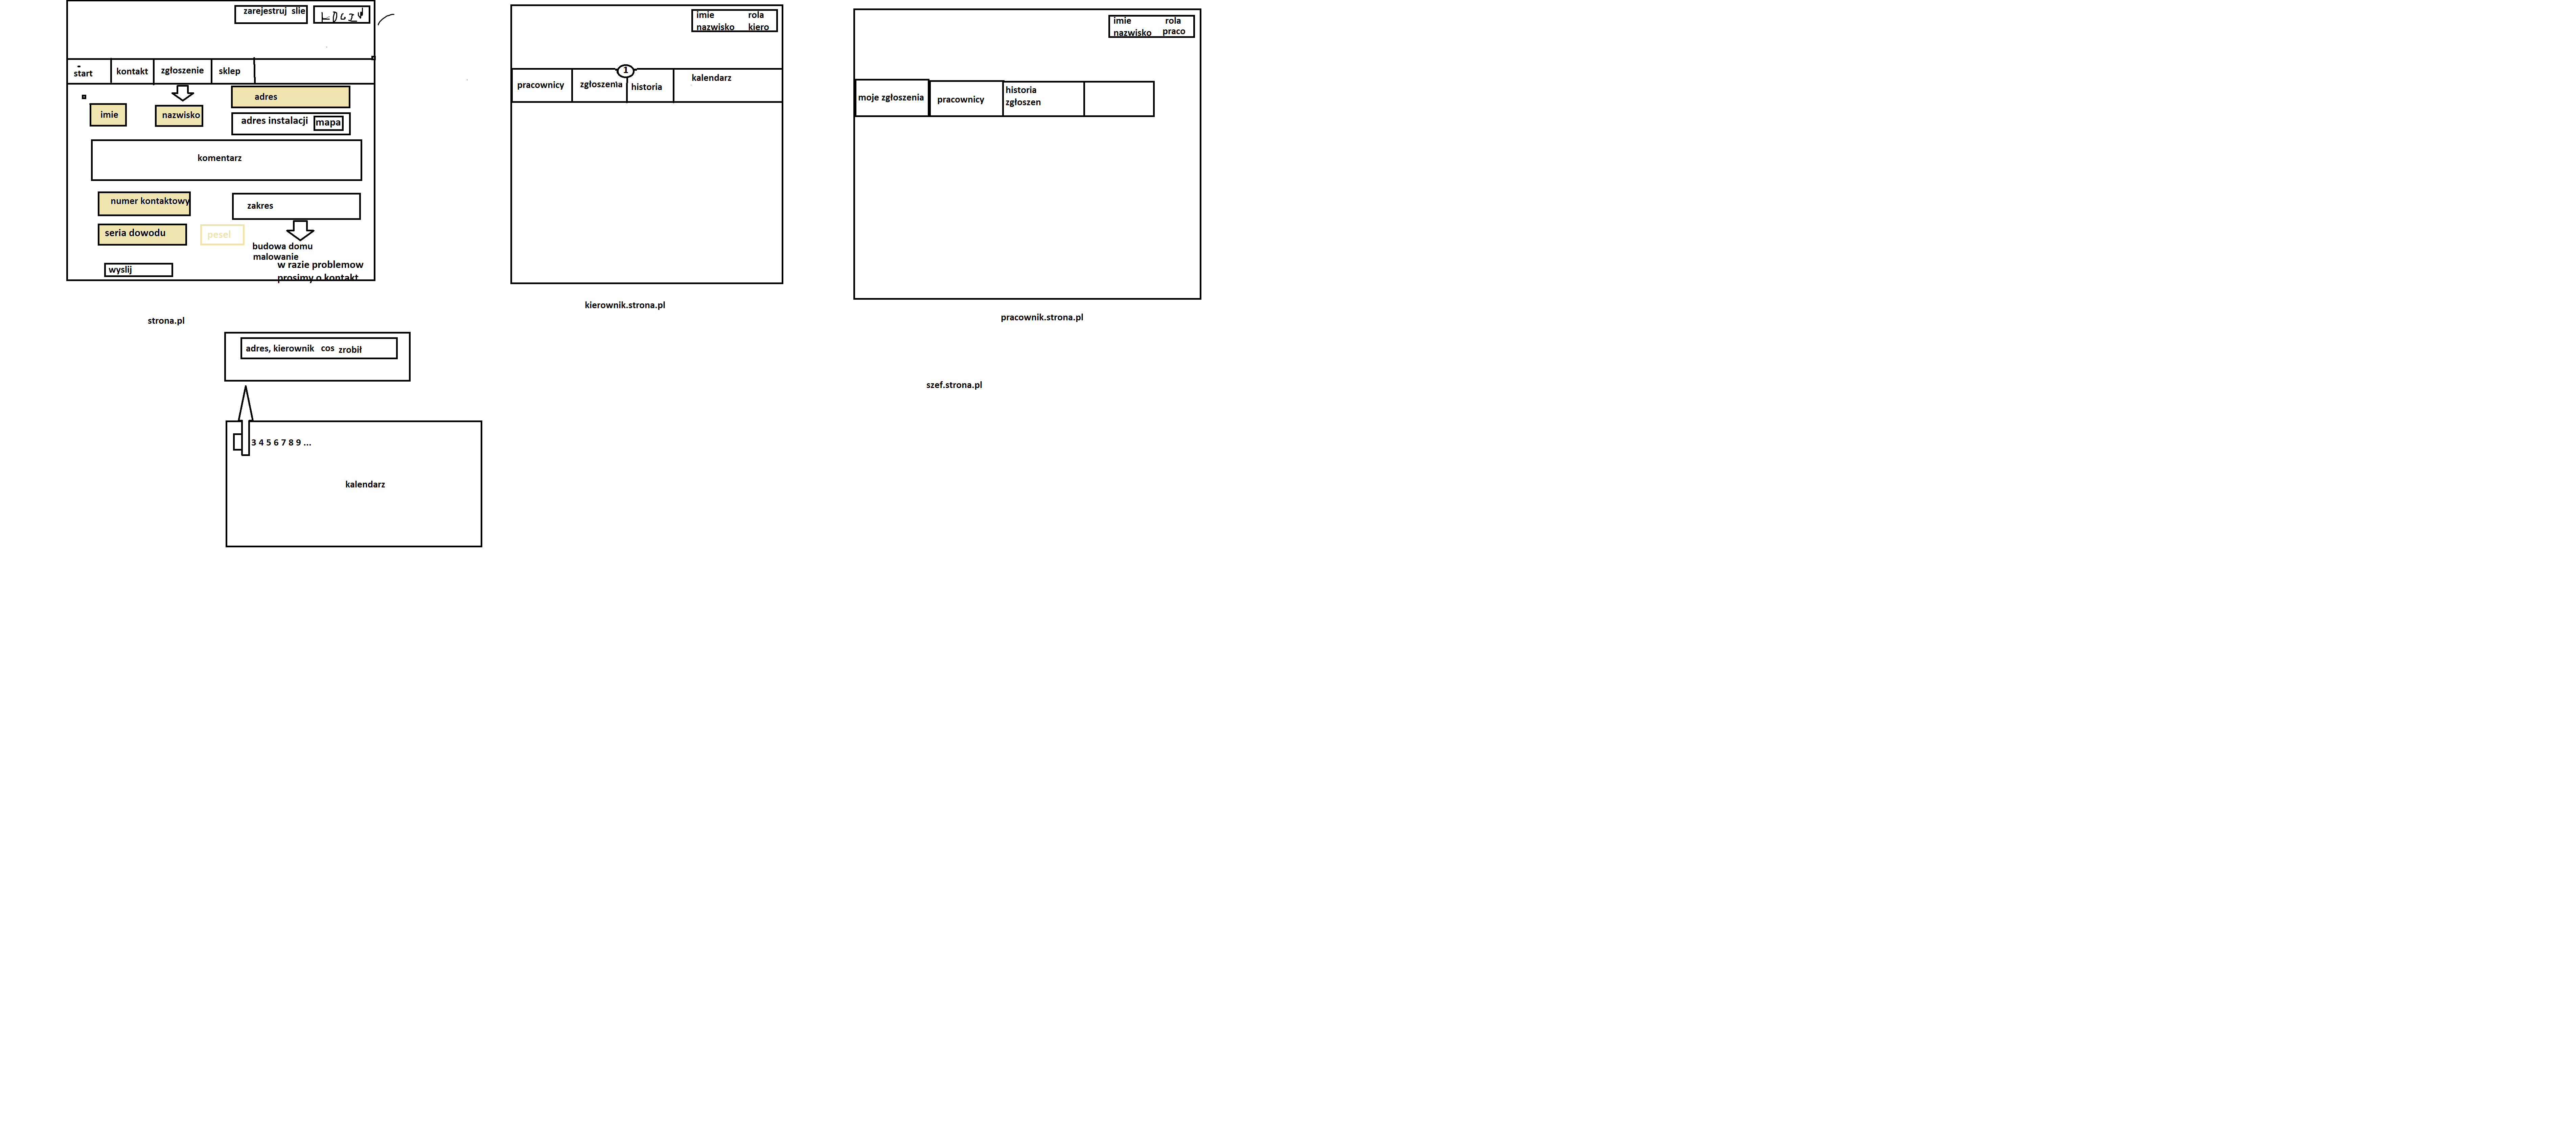 zarejestruj slie
start
kontakt
zgłoszenie
sklep
adres
imie
nazwisko
adres instalacji
mapa
komentarz
numer kontaktowy
zakres
seria dowodu
pesel
budowa domu
malowanie
w razie problemow
prosimy o kontakt
wyslij
strona.pl
imie rola
nazwisko kiero
1
pracownicy
zgłoszenia
historia
kalendarz
kierownik.strona.pl
imie rola
nazwisko praco
moje zgłoszenia
pracownicy
historia
zgłoszen
pracownik.strona.pl
szef.strona.pl
adres, kierownik cos zrobił
3 4 5 6 7 8 9 ...
kalendarz